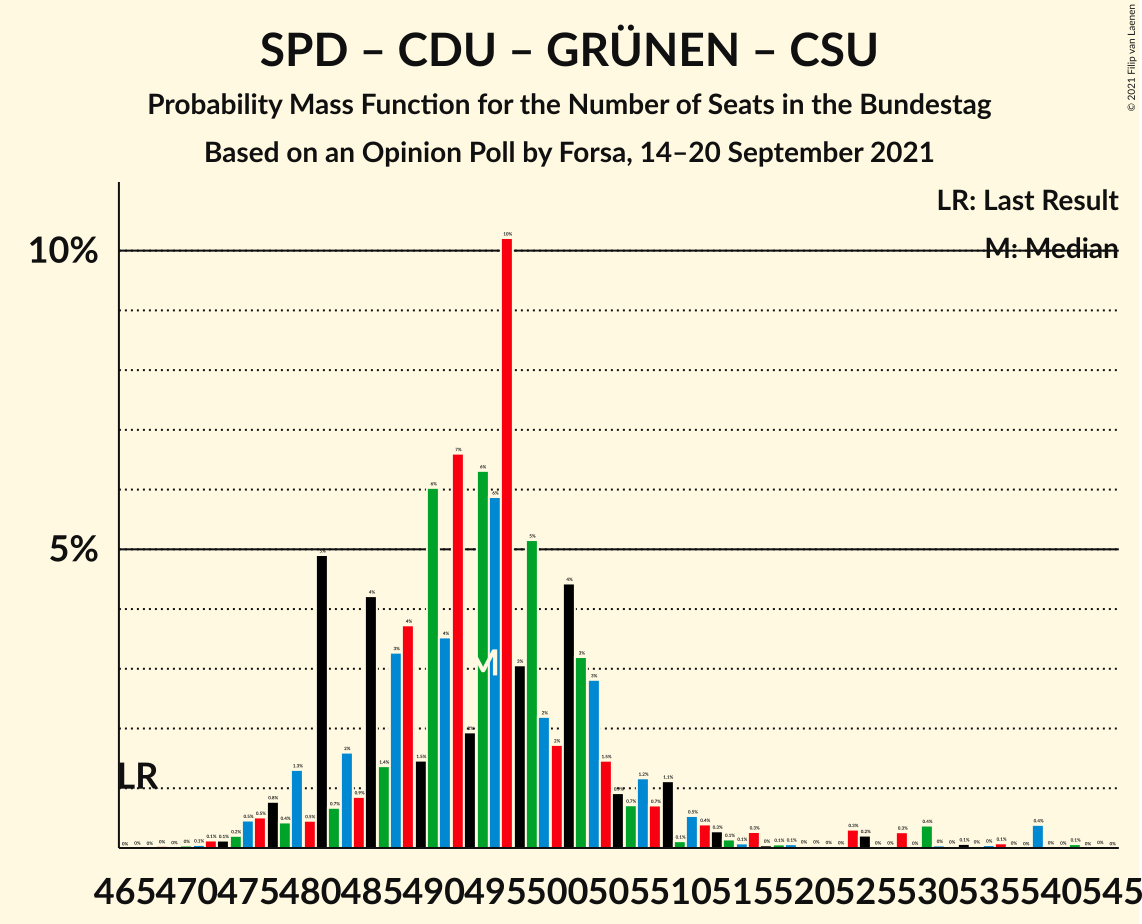 SPD – CDU – GRÜNEN – CSU
Probability Mass Function for the Number of Seats in the Bundestag
Based on an Opinion Poll by Forsa, 14–20 September 2021
© 2021 Filip van Laenen
LR: Last Result
M: Median
10%
5%
LR
M
465 470 475 480 485 490 495 500 505 510 515 520 525 530 535 540 545